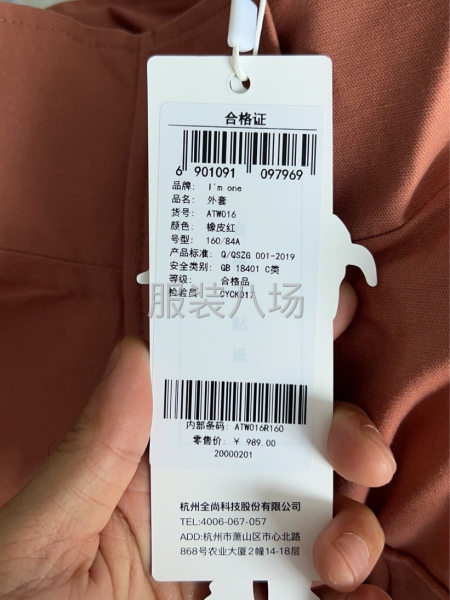 合格证
6 901091 097969
品牌: I'm one
品名: 外套
货号: ATW016
颜色: 橡皮红
号型: 160/84A
产品标准: Q/QSZG 001-2019
安全类别: GB 18401 C类
等级: 合格品
检验员: CYCK017
服装八场
贴
纸
内部条码: ATW016R160
零售价: ¥ 989.00
20000201
杭州全尚科技股份有限公司
TEL:4006-067-057
ADD:杭州市萧山区市心北路
868号农业大厦2幢14-18层